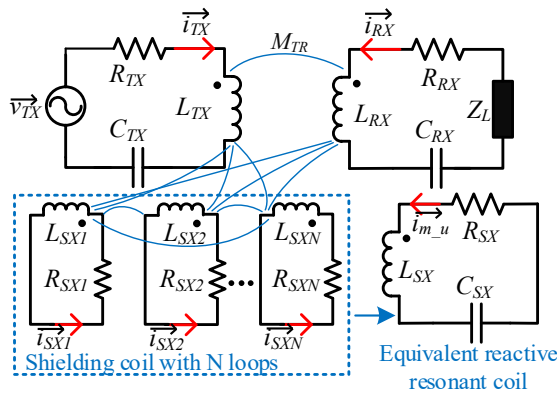 i_TX
i_RX
M_TR
R_TX
R_RX
v_TX
L_TX
L_RX
Z_L
C_TX
C_RX
L_SX1
L_SX2
L_SXN
i_m_u
R_SX
R_SX1
R_SX2
R_SXN
L_SX
C_SX
i_SX1
i_SX2
i_SXN
Shielding coil with N loops
Equivalent reactive
resonant coil